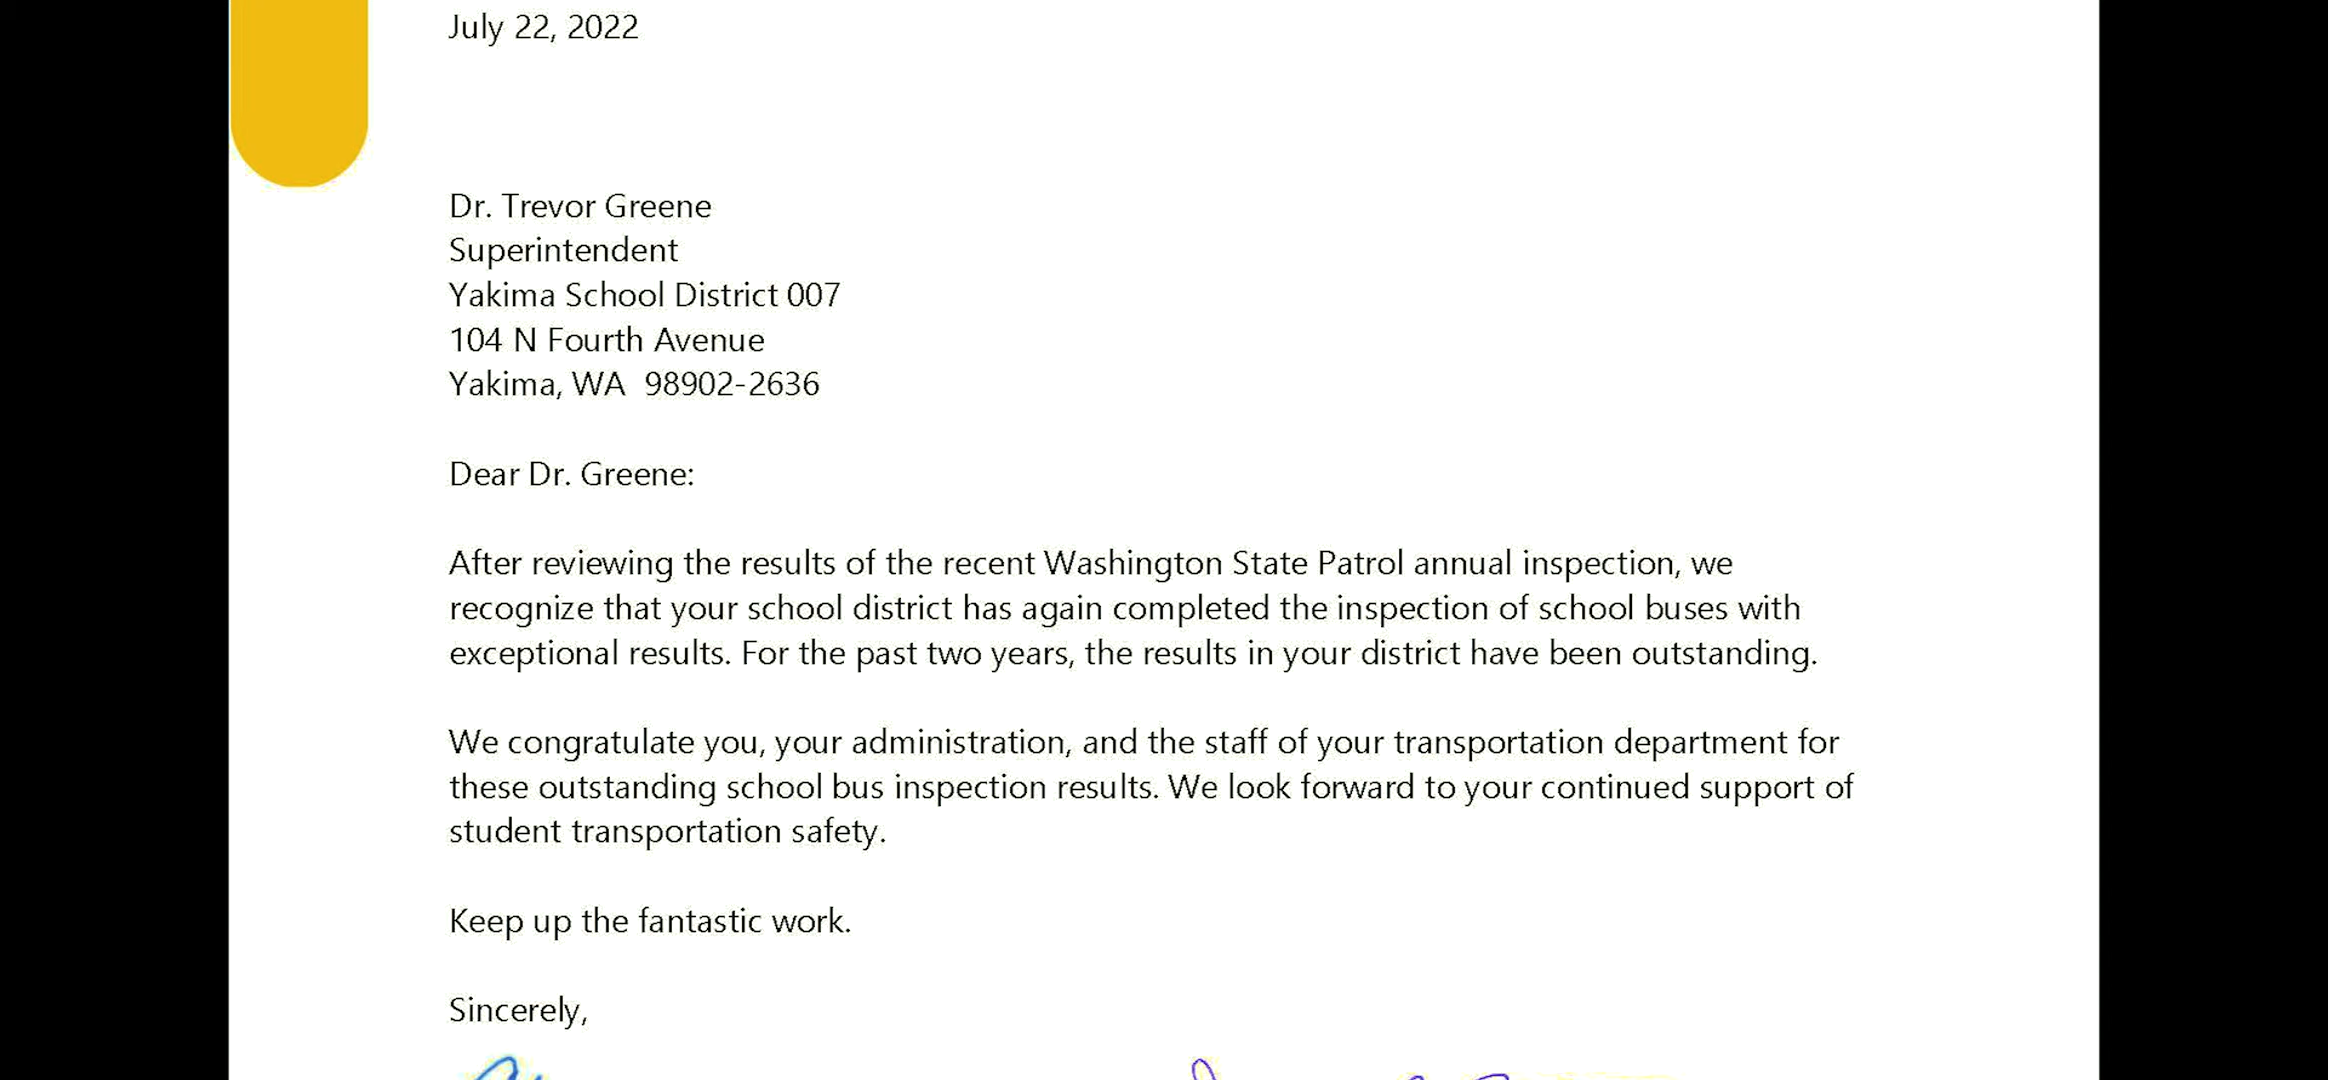 July 22, 2022
Dr. Trevor Greene
Superintendent
Yakima School District 007
104 N Fourth Avenue
Yakima, WA  98902-2636
Dear Dr. Greene:
After reviewing the results of the recent Washington State Patrol annual inspection, we
recognize that your school district has again completed the inspection of school buses with
exceptional results. For the past two years, the results in your district have been outstanding.
We congratulate you, your administration, and the staff of your transportation department for
these outstanding school bus inspection results. We look forward to your continued support of
student transportation safety.
Keep up the fantastic work.
Sincerely,